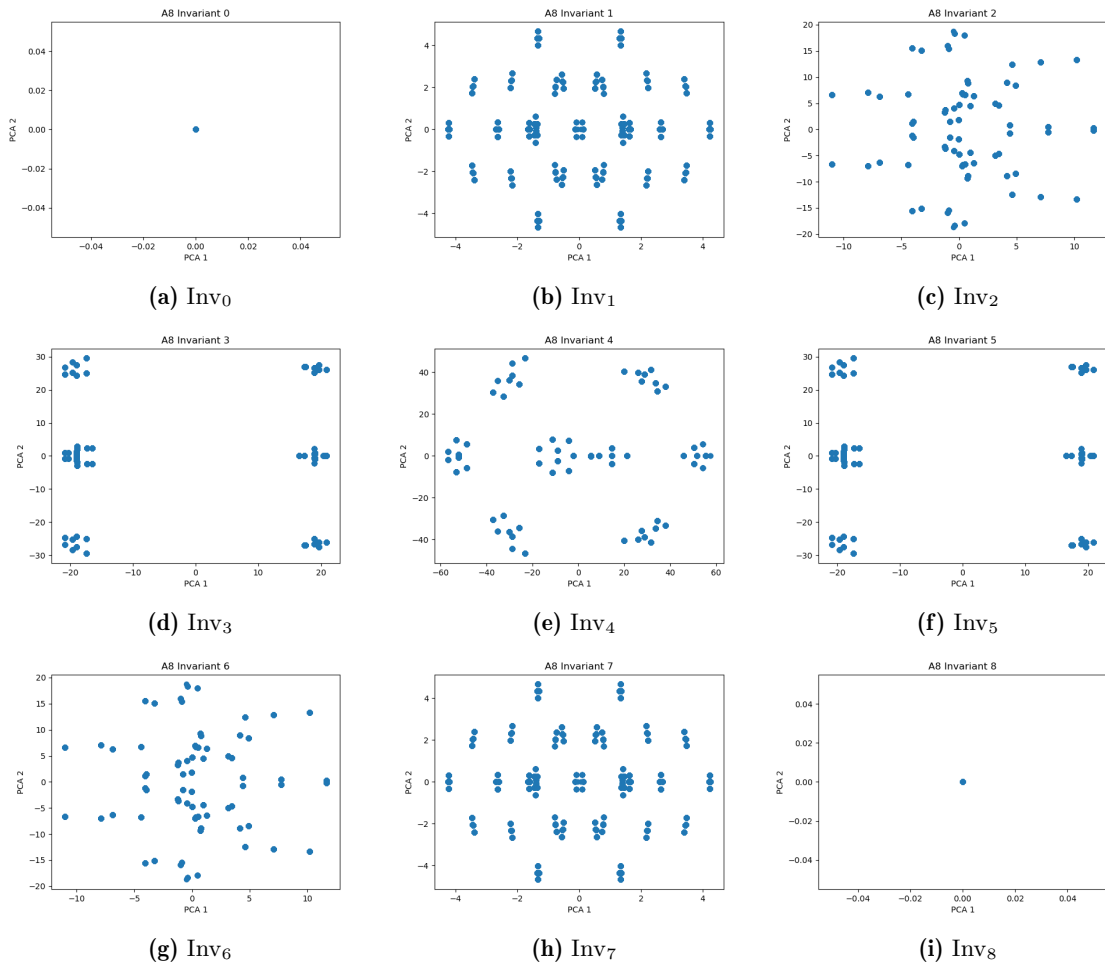 A8 Invariant 0
0.04
0.02
0.00
−0.02
−0.04
PCA 2
−0.04 −0.02 0.00 0.02 0.04
PCA 1
(a) Inv0
A8 Invariant 1
4
2
0
−2
−4
PCA 2
−4 −2 0 2 4
PCA 1
(b) Inv1
A8 Invariant 2
20
15
10
5
0
−5
−10
−15
−20
PCA 2
−10 −5 0 5 10
PCA 1
(c) Inv2
A8 Invariant 3
30
20
10
0
−10
−20
−30
PCA 2
−20 −10 0 10 20
PCA 1
(d) Inv3
A8 Invariant 4
40
20
0
−20
−40
PCA 2
−60 −40 −20 0 20 40 60
PCA 1
(e) Inv4
A8 Invariant 5
30
20
10
0
−10
−20
−30
PCA 2
−20 −10 0 10 20
PCA 1
(f) Inv5
A8 Invariant 6
20
15
10
5
0
−5
−10
−15
−20
PCA 2
−10 −5 0 5 10
PCA 1
(g) Inv6
A8 Invariant 7
4
2
0
−2
−4
PCA 2
−4 −2 0 2 4
PCA 1
(h) Inv7
A8 Invariant 8
0.04
0.02
0.00
−0.02
−0.04
PCA 2
−0.04 −0.02 0.00 0.02 0.04
PCA 1
(i) Inv8